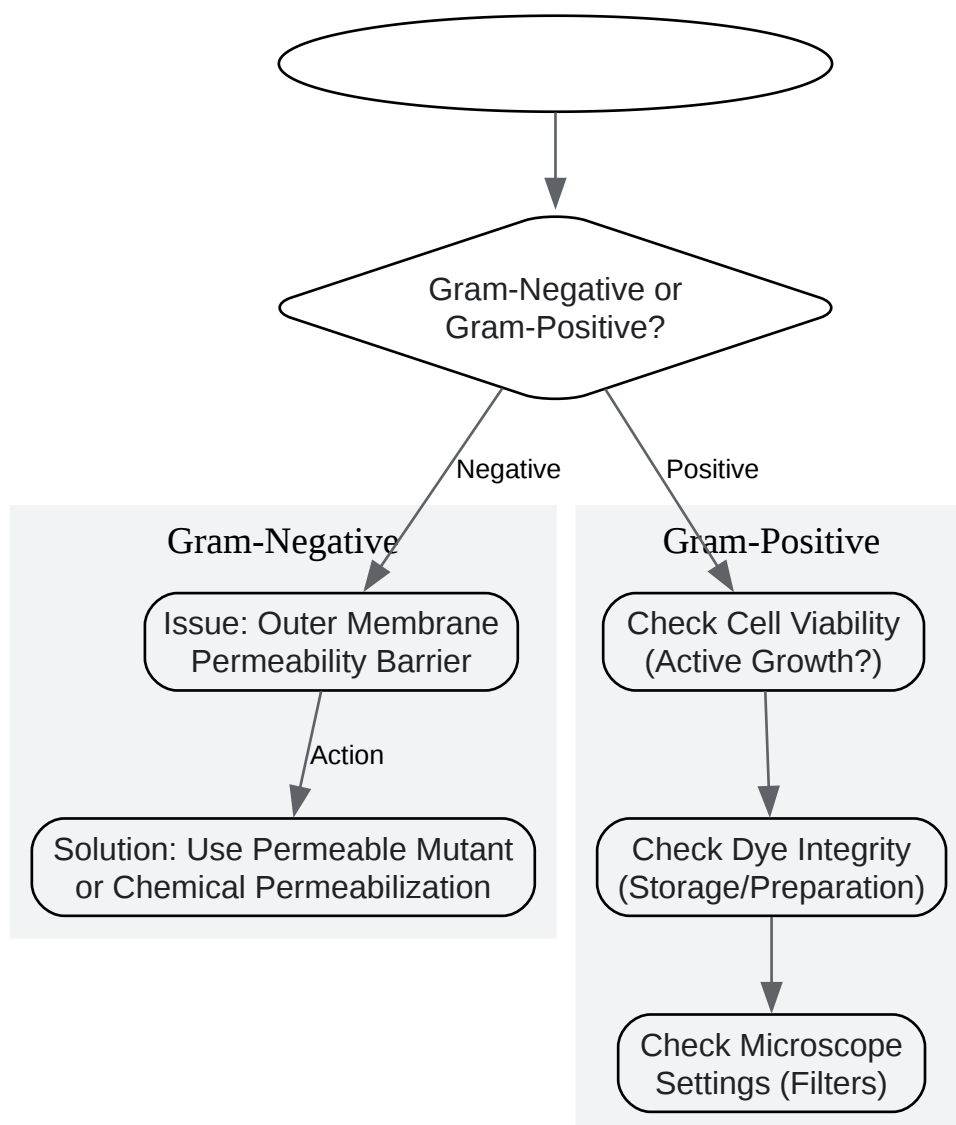 Gram-Negative or
Gram-Positive?
Negative
Positive
Gram-Negative
Issue: Outer Membrane
Permeability Barrier
Action
Solution: Use Permeable Mutant
or Chemical Permeabilization
Gram-Positive
Check Cell Viability
(Active Growth?)
Check Dye Integrity
(Storage/Preparation)
Check Microscope
Settings (Filters)